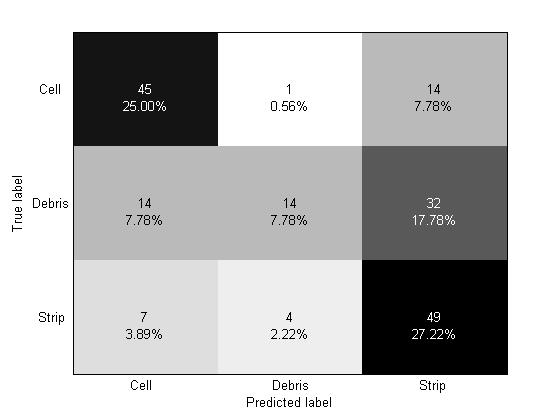 Cell
45
1
14
25.00%
0.56%
7.78%
True label
Debris
14
14
32
7.78%
7.78%
17.78%
Strip
7
4
49
3.89%
2.22%
27.22%
Cell
Debris
Strip
Predicted label